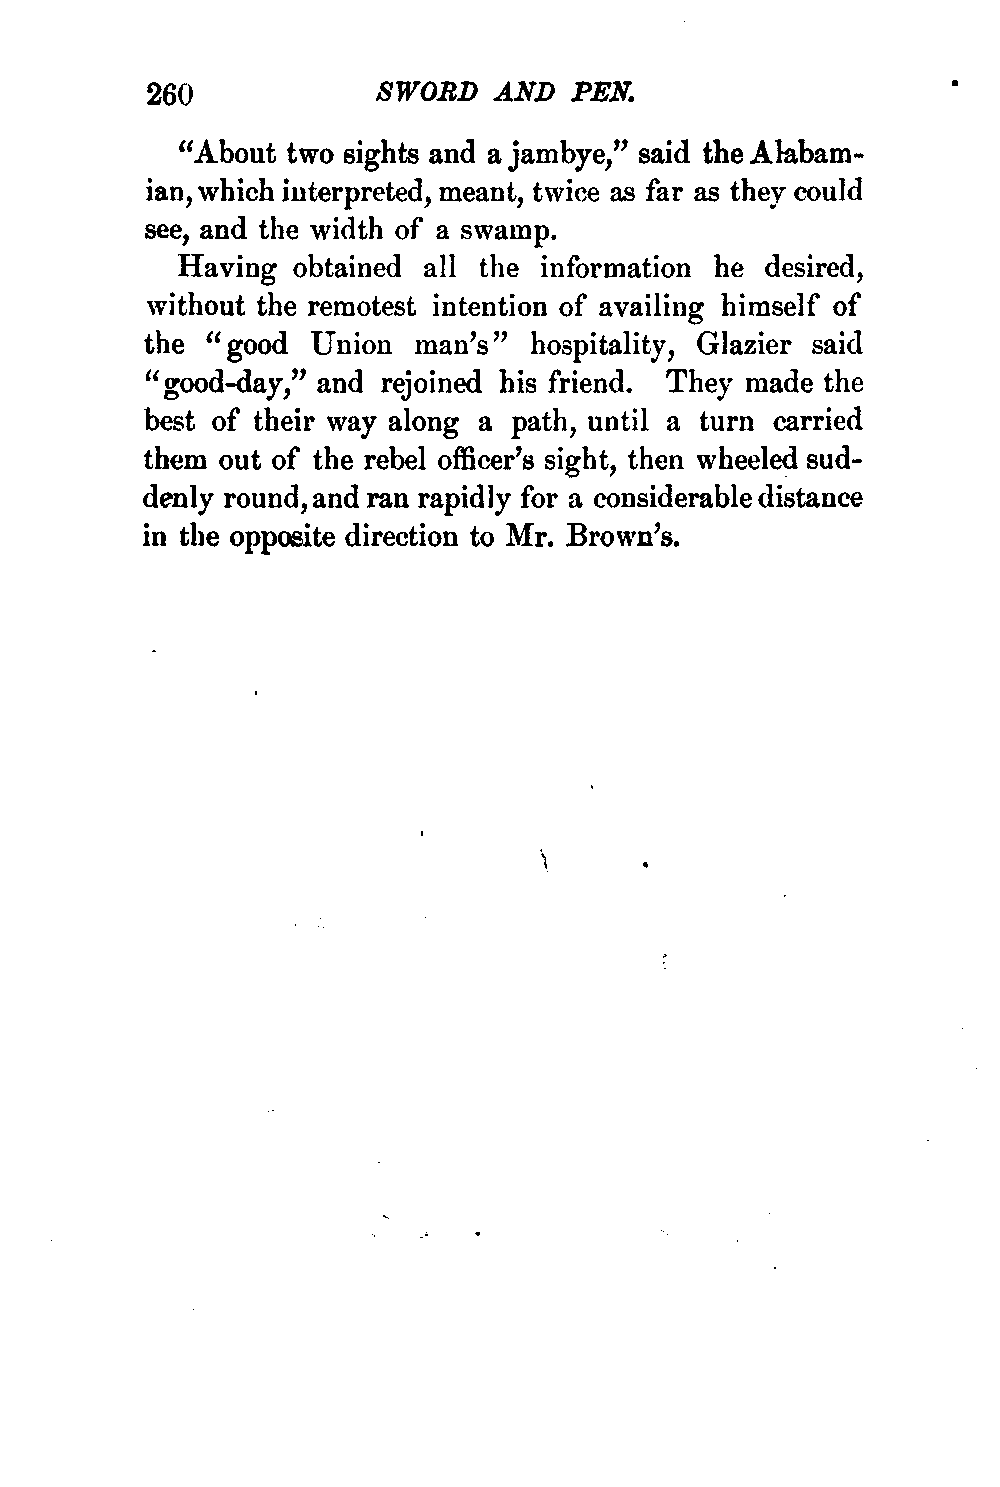 260 SWORD AND PEN.
"About two sights and a jambye," said the Alabam-
ian, which interpreted, meant, twice as far as they could
see, and the width of a swamp.
Having obtained all the information he desired,
without the remotest intention of availing himself of
the "good Union man's" hospitality, Glazier said
"good-day," and rejoined his friend. They made the
best of their way along a path, until a turn carried
them out of the rebel officer's sight, then wheeled sud-
denly round, and ran rapidly for a considerable distance
in the opposite direction to Mr. Brown's.